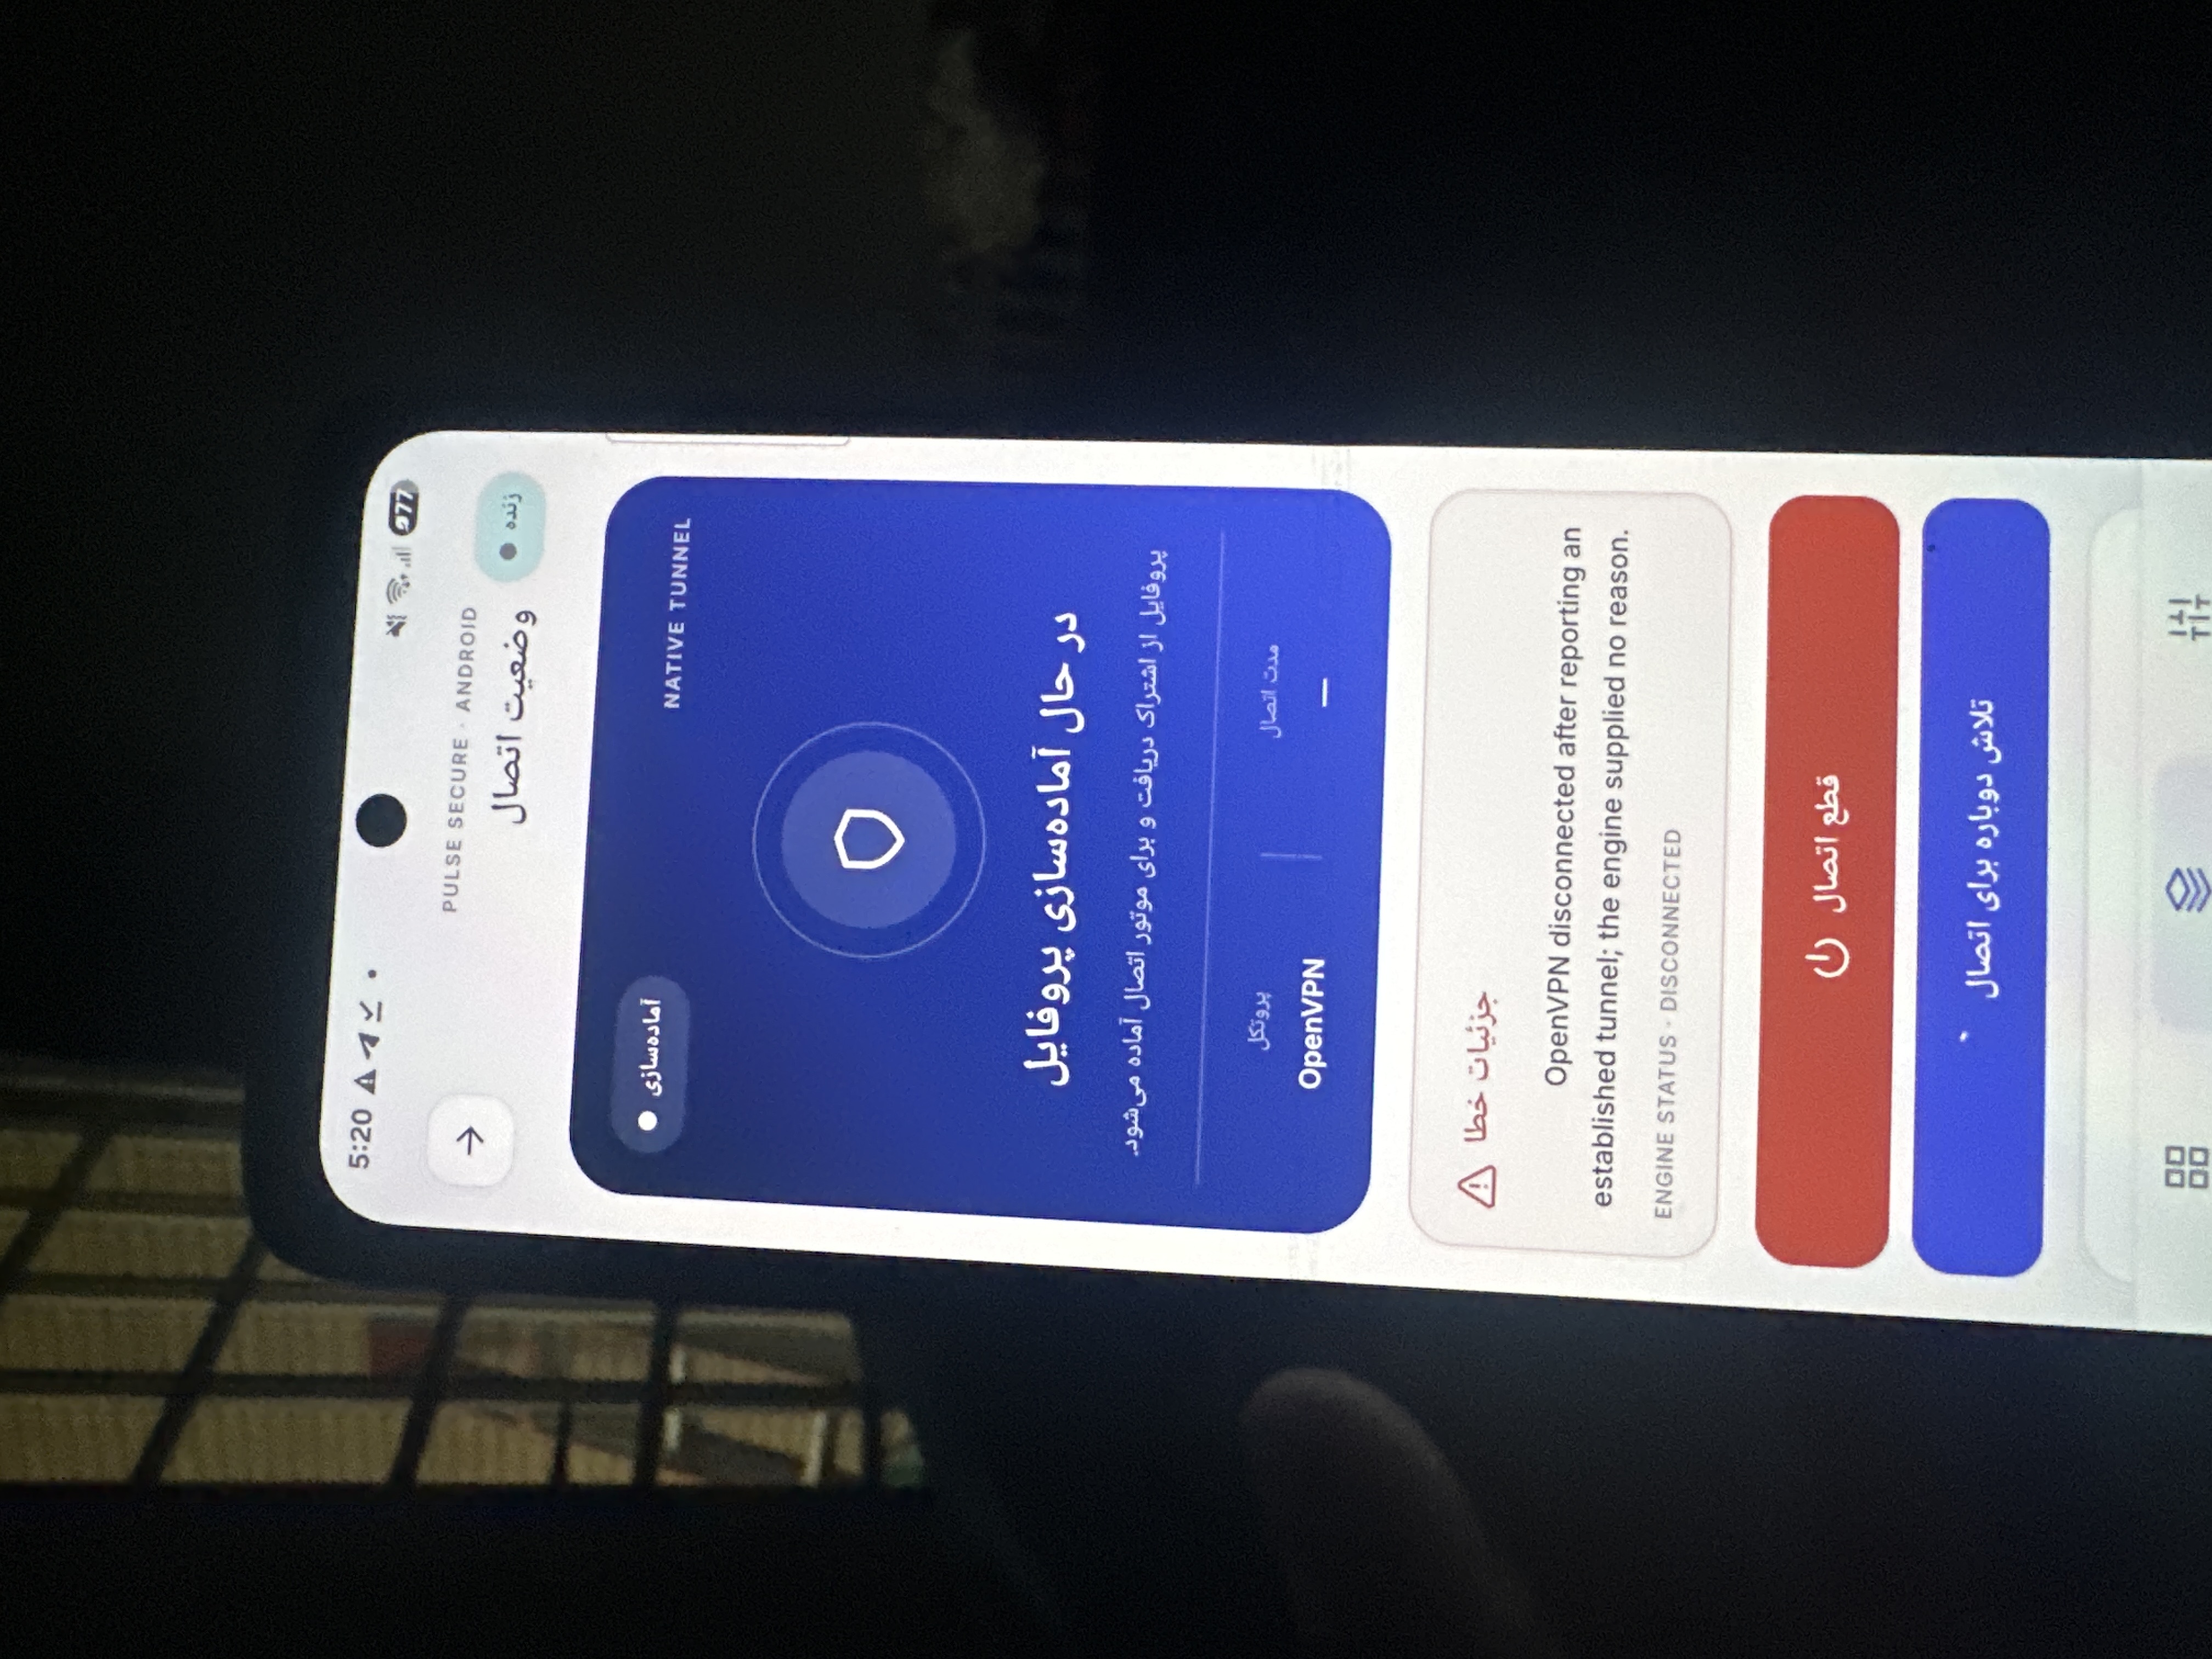 5:20
77
PULSE SECURE · ANDROID
وضعیت اتصال
زنده
آماده‌سازی
NATIVE TUNNEL
در حال آماده‌سازی پروفایل
پروفایل از اشتراک دریافت و برای موتور اتصال آماده می‌شود.
مدت اتصال
—
پروتکل
OpenVPN
جزئیات خطا
OpenVPN disconnected after reporting an
established tunnel; the engine supplied no reason.
ENGINE STATUS · DISCONNECTED
قطع اتصال
تلاش دوباره برای اتصال